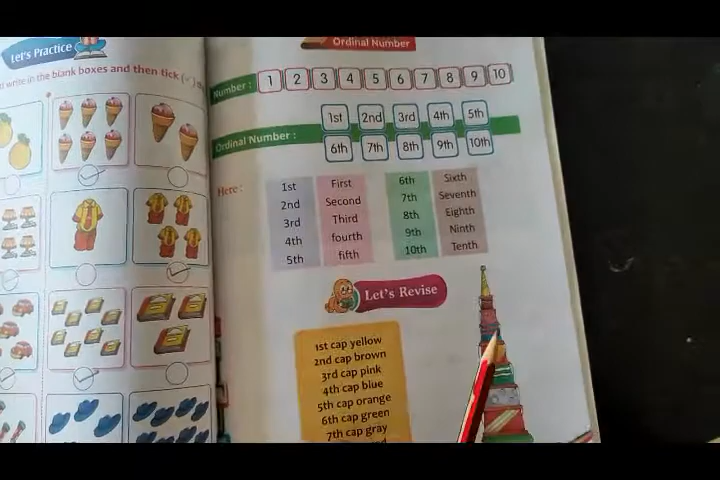 Let's Practice
write in the blank boxes and then tick (✓)
Ordinal Number
Number : 1 2 3 4 5 6 7 8 9 10
Ordinal Number : 1st 2nd 3rd 4th 5th
6th 7th 8th 9th 10th
Here :
1st First 6th Sixth
2nd Second 7th Seventh
3rd Third 8th Eighth
4th fourth 9th Ninth
5th fifth 10th Tenth
Let's Revise
1st cap yellow
2nd cap brown
3rd cap pink
4th cap blue
5th cap orange
6th cap green
7th cap gray